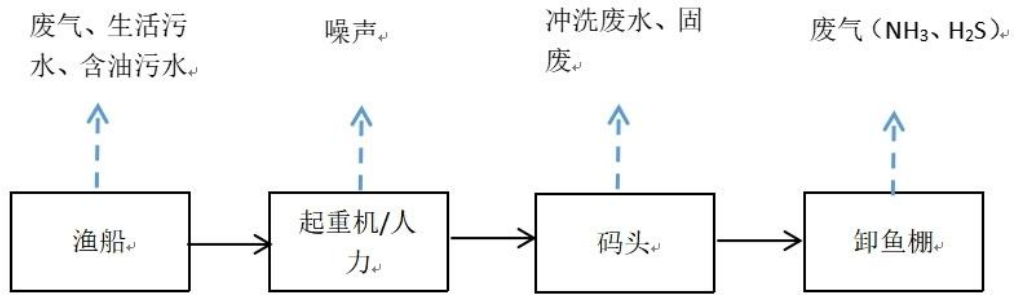 废气、生活污
水、含油污水
噪声
冲洗废水、固
废
废气（NH3、H2S）
渔船
起重机/人
力
码头
卸鱼棚